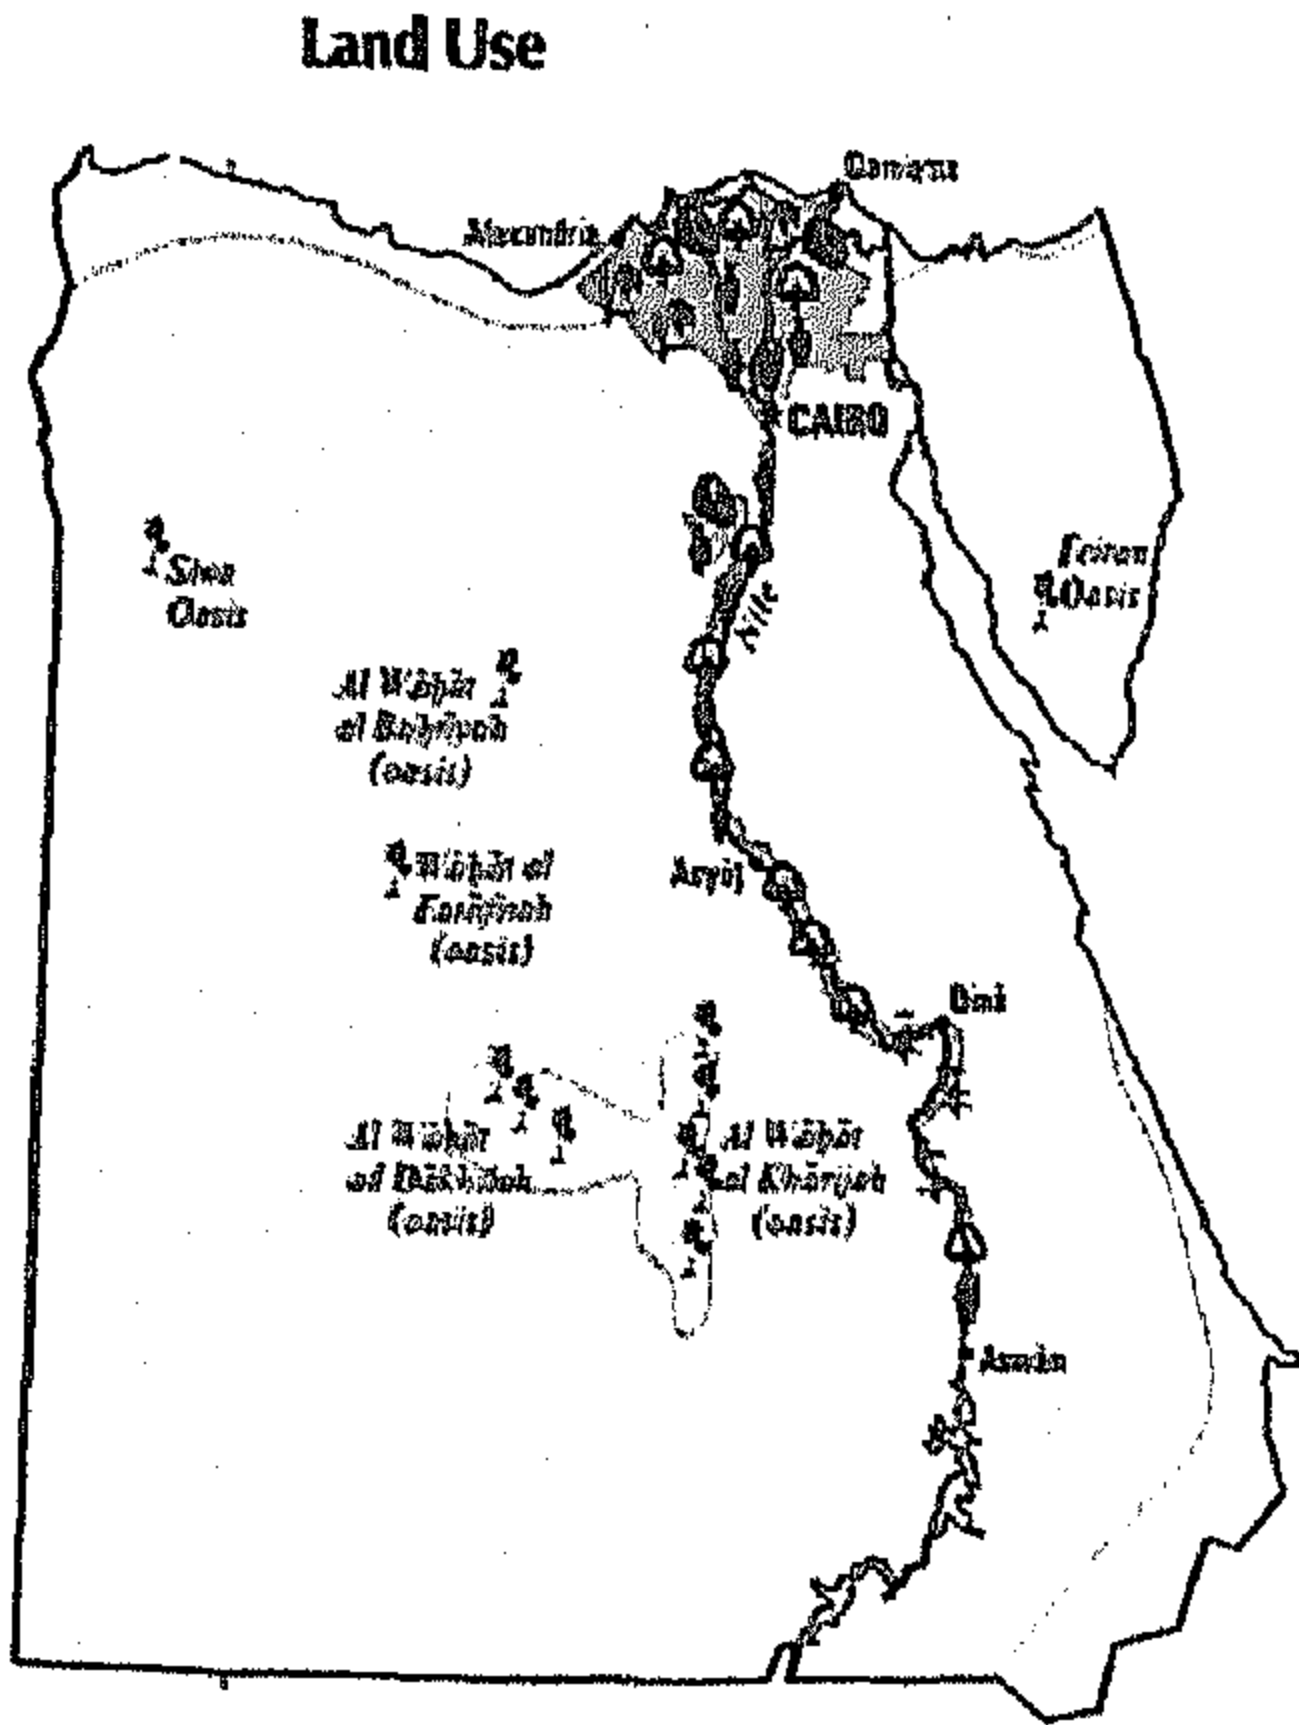 Land Use
Alexandria
CAIRO
Nile
Siwa
Oasis
Feiran
Oasis
Al Wāḥāt
al Baḥrīyah
(oasis)
Wāḥāt al
Farāfirah
(oasis)
Asyūṭ
Qinā
Al Wāḥāt
ad Dākhilah
(oasis)
Al Wāḥāt
al Khārijah
(oasis)
Aswān